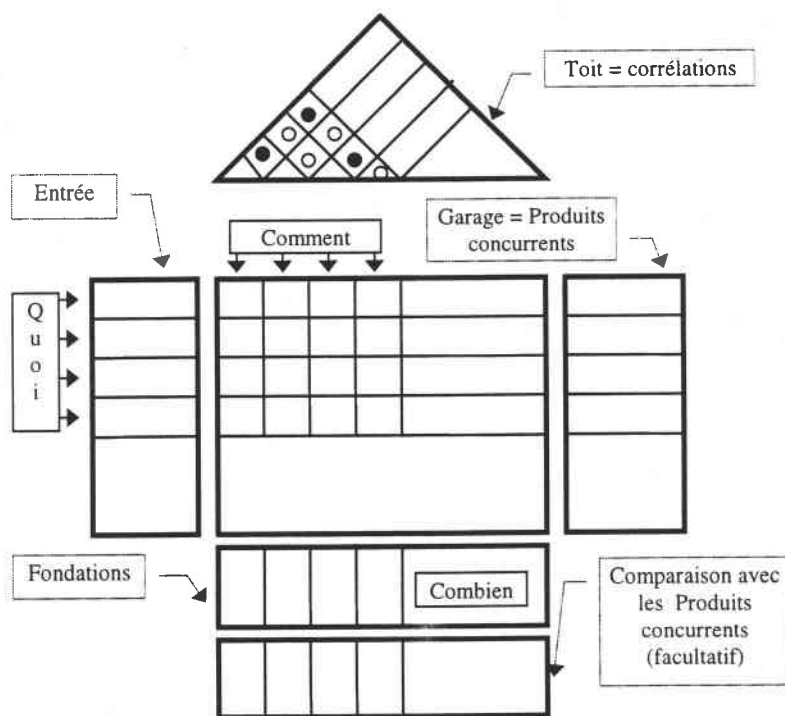 Toit = corrélations
Entrée
Garage = Produits
concurrents
Comment
Q
u
o
i
Fondations
Combien
Comparaison avec
les Produits
concurrents
(facultatif)